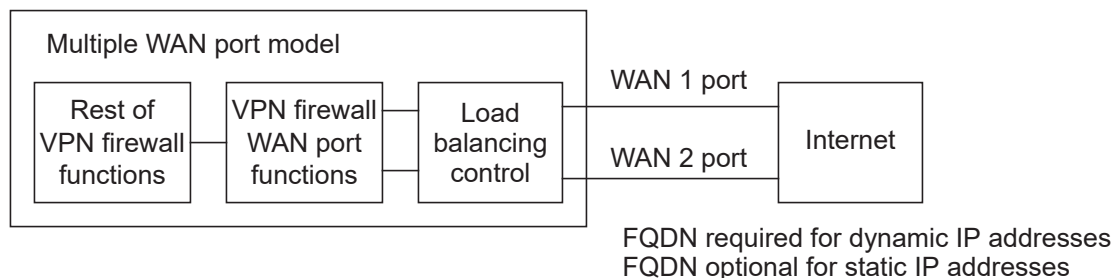 Multiple WAN port model
Rest of
VPN firewall
functions
VPN firewall
WAN port
functions
Load
balancing
control
WAN 1 port
WAN 2 port
Internet
FQDN required for dynamic IP addresses
FQDN optional for static IP addresses